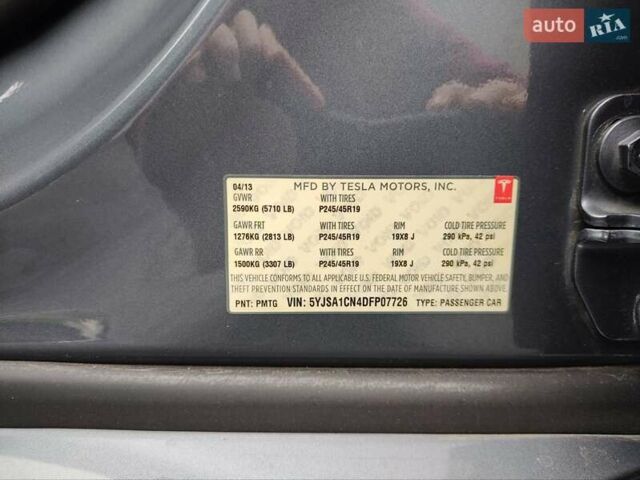 auto RIA.com
04/13 MFD BY TESLA MOTORS, INC.
GVWR WITH TIRES
2590KG (5710 LB) P245/45R19
TESLA
GAWR FRT WITH TIRES RIM COLD TIRE PRESSURE
1276KG (2813 LB) P245/45R19 19X8 J 290 kPa, 42 psi
GAWR RR WITH TIRES RIM COLD TIRE PRESSURE
1500KG (3307 LB) P245/45R19 19X8 J 290 kPa, 42 psi
THIS VEHICLE CONFORMS TO ALL APPLICABLE U.S. FEDERAL MOTOR VEHICLE SAFETY, BUMPER, AND
THEFT PREVENTION STANDARDS IN EFFECT ON THE DATE OF MANUFACTURE SHOWN ABOVE.
PNT: PMTG VIN: 5YJSA1CN4DFP07726 TYPE: PASSENGER CAR